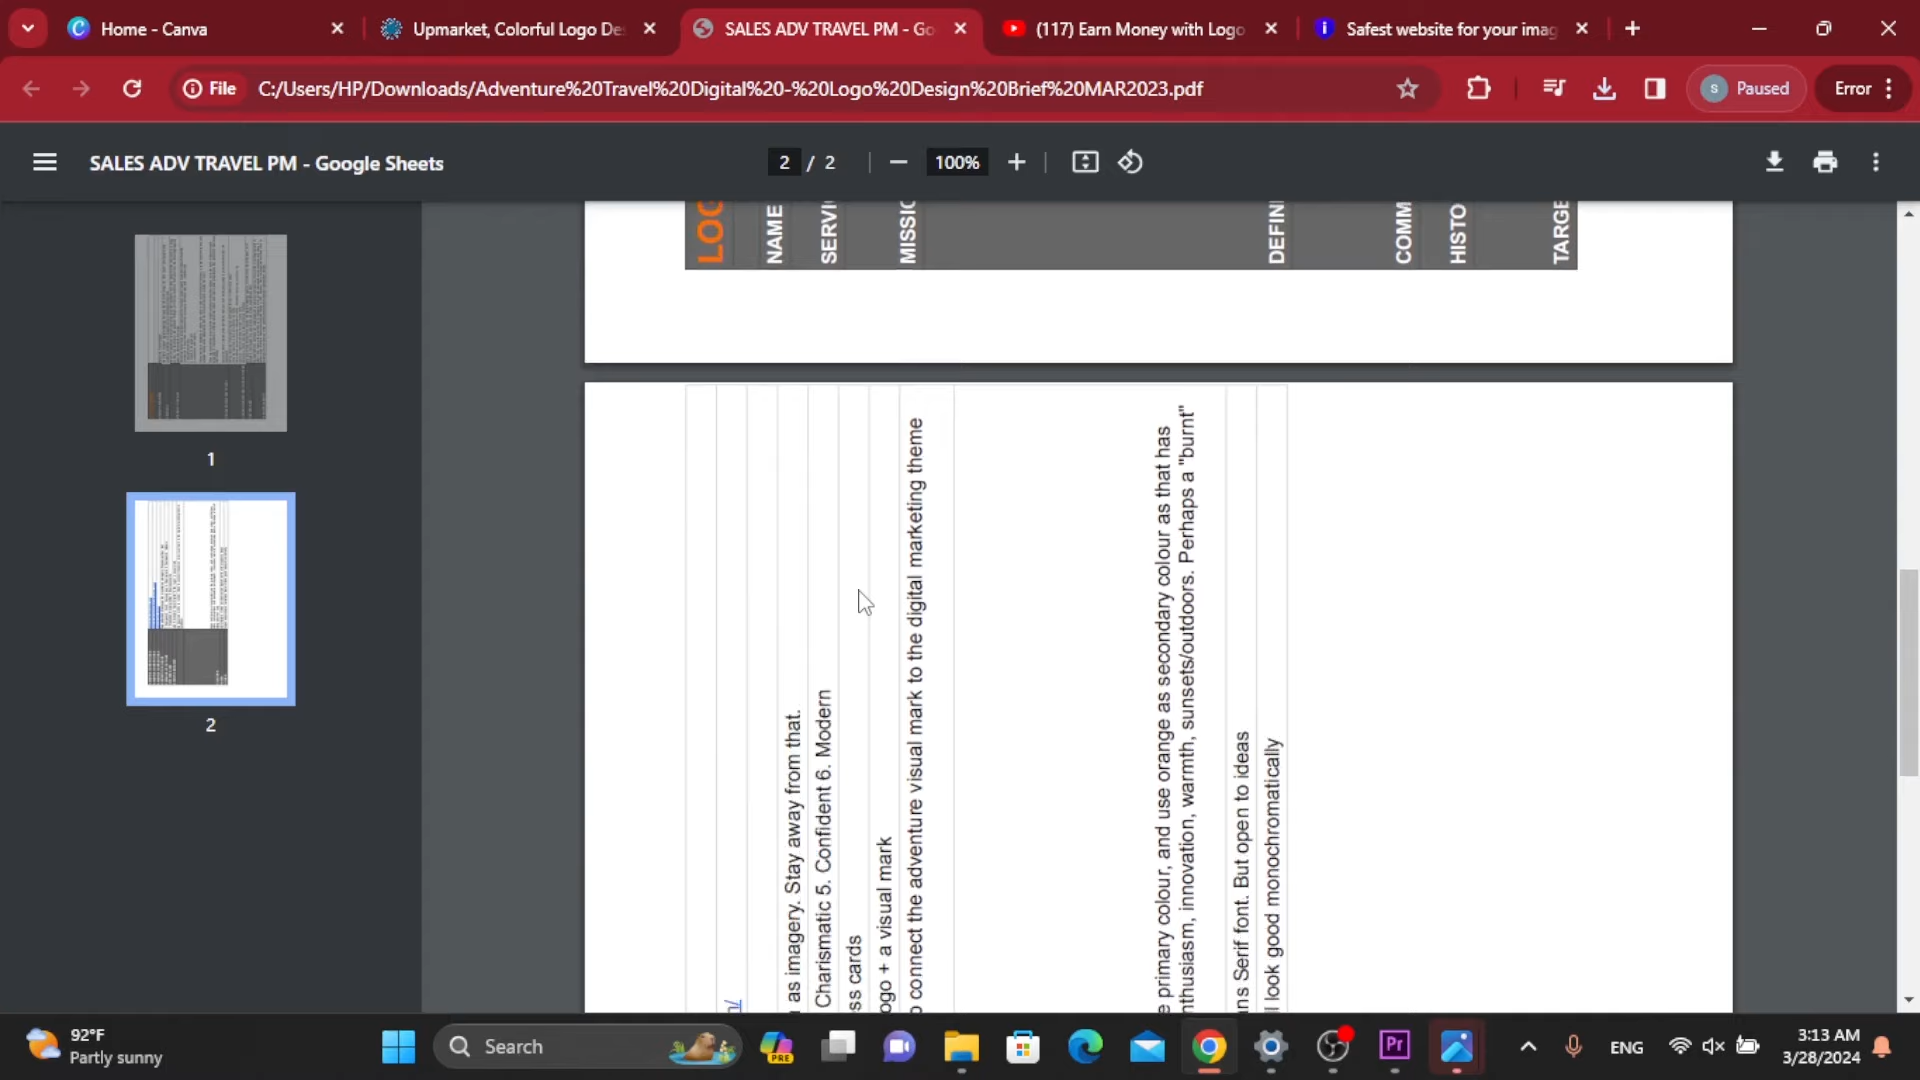 Home - Canva
Upmarket, Colorful Logo De
SALES ADV TRAVEL PM - Go
(117) Earn Money with Logo
Safest website for your imag
File
C:/Users/HP/Downloads/Adventure%20Travel%20Digital%20-%20Logo%20Design%20Brief%20MAR2023.pdf
S
Paused
Error
SALES ADV TRAVEL PM - Google Sheets
2 / 2
100%
1
2
LOG
NAME
SERVI
MISSIC
DEFIN
COMM
HISTO
TARGE
as imagery. Stay away from that.
Charismatic 5. Confident 6. Modern
ss cards
ogo + a visual mark
o connect the adventure visual mark to the digital marketing theme
e primary colour, and use orange as secondary colour as that has
nthusiasm, innovation, warmth, sunsets/outdoors. Perhaps a "burnt"
ns Serif font. But open to ideas
l look good monochromatically
92°F
Partly sunny
Search
PRE
Pr
ENG
3:13 AM
3/28/2024